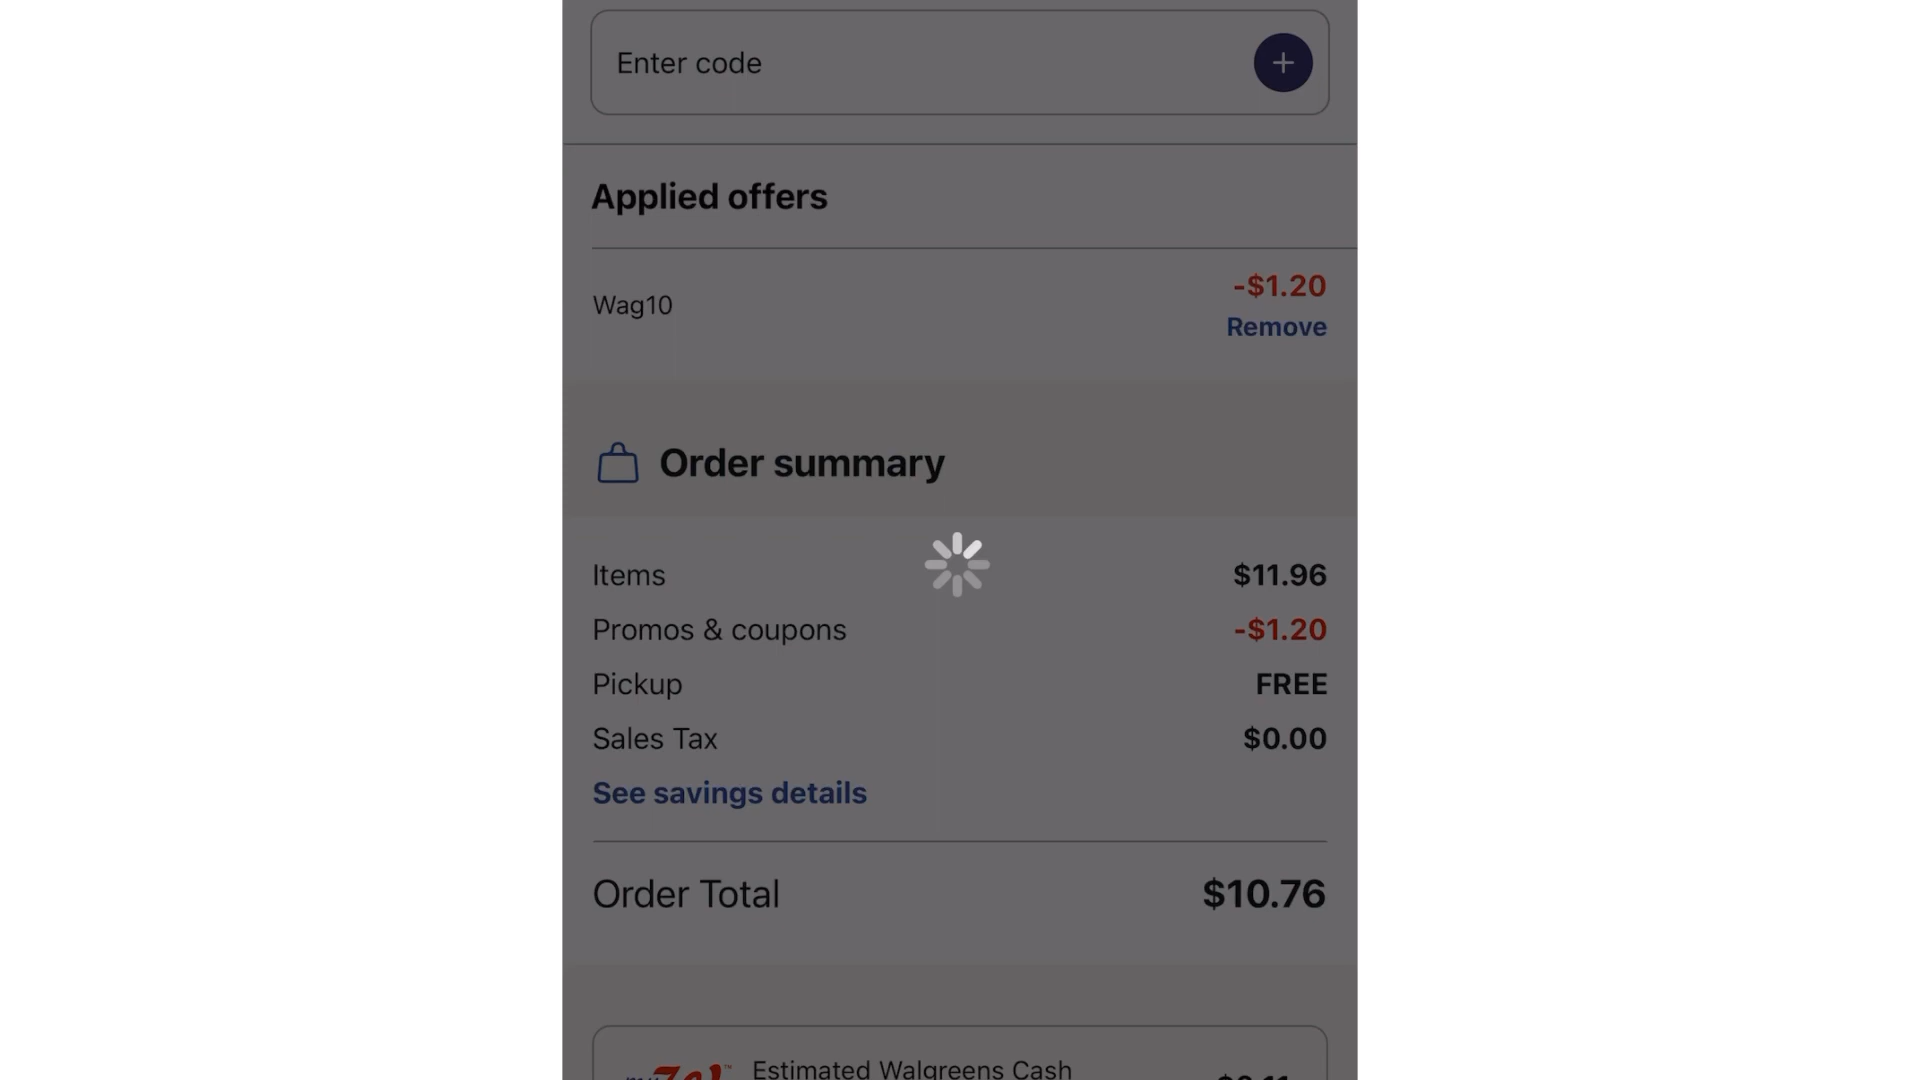 Enter code
Applied offers
Wag10
-$1.20
Remove
Order summary
Items $11.96
Promos & coupons -$1.20
Pickup FREE
Sales Tax $0.00
See savings details
Order Total $10.76
Estimated Walgreens Cash